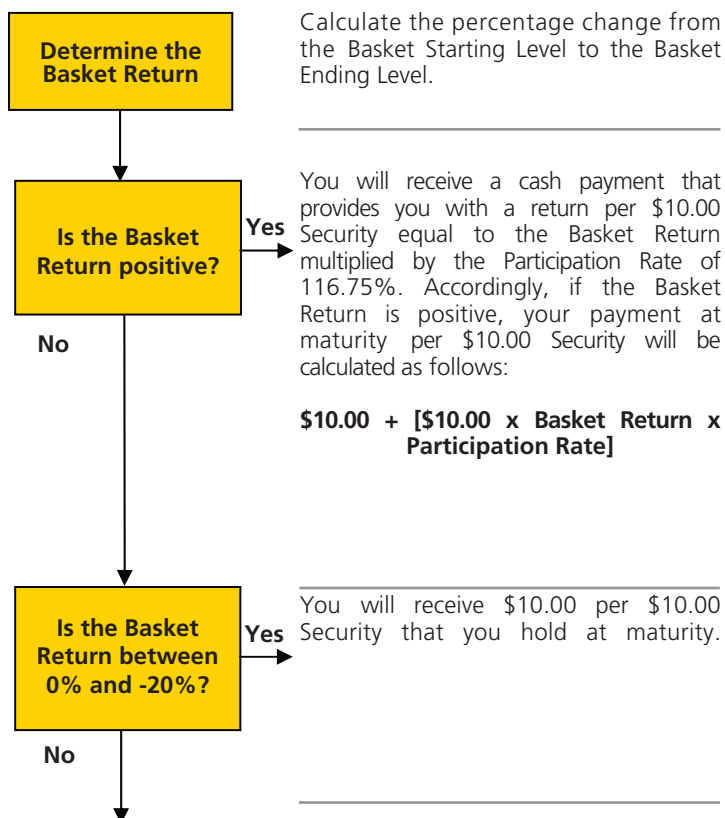 Determine the
Basket Return
Calculate the percentage change from
the Basket Starting Level to the Basket
Ending Level.
Is the Basket
Return positive?
Yes
No
You will receive a cash payment that
provides you with a return per $10.00
Security equal to the Basket Return
multiplied by the Participation Rate of
116.75%. Accordingly, if the Basket
Return is positive, your payment at
maturity per $10.00 Security will be
calculated as follows:
$10.00 + [$10.00 x Basket Return x
Participation Rate]
Is the Basket
Return between
0% and -20%?
Yes
No
You will receive $10.00 per $10.00
Security that you hold at maturity.